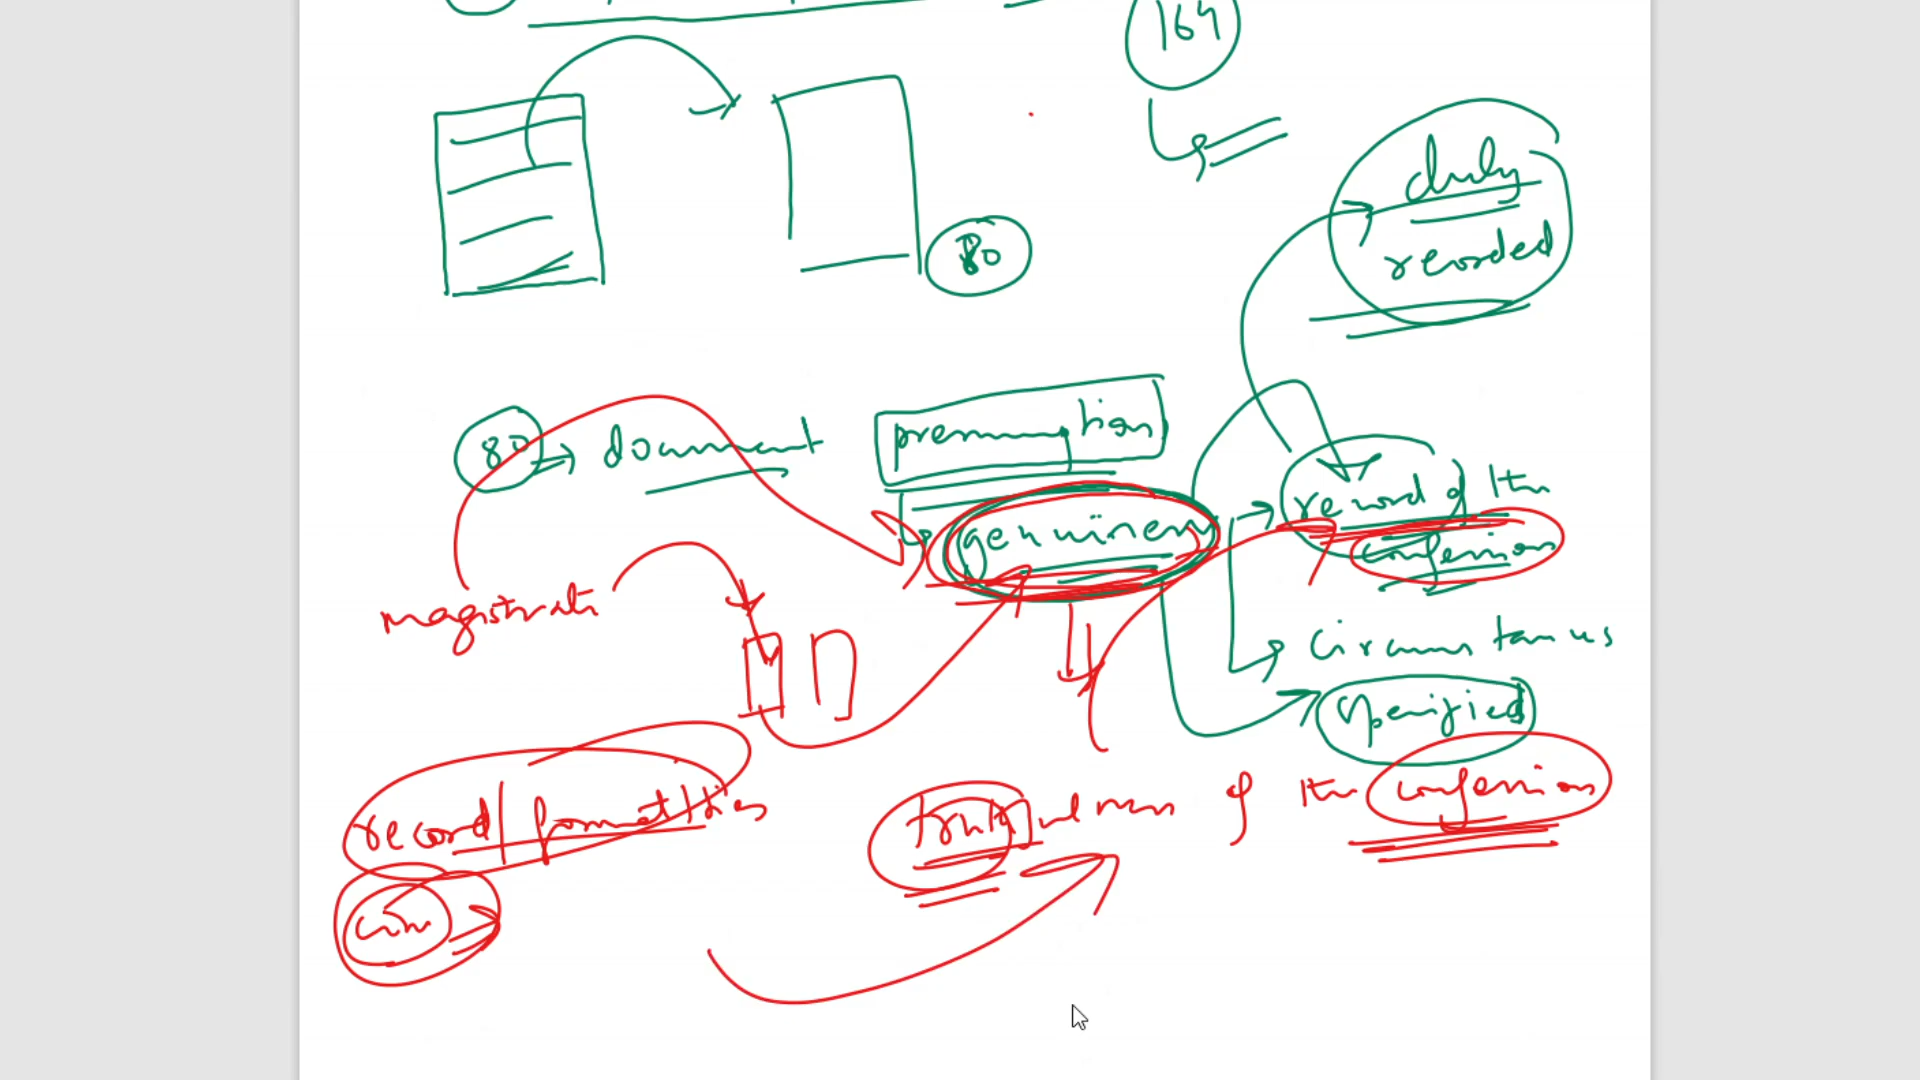 164
duly
recorded
80
80 → document
presumption
genuineness
record of the
confession
magistrate
circumstances
specified
record/formalities
truthfulness of the confession